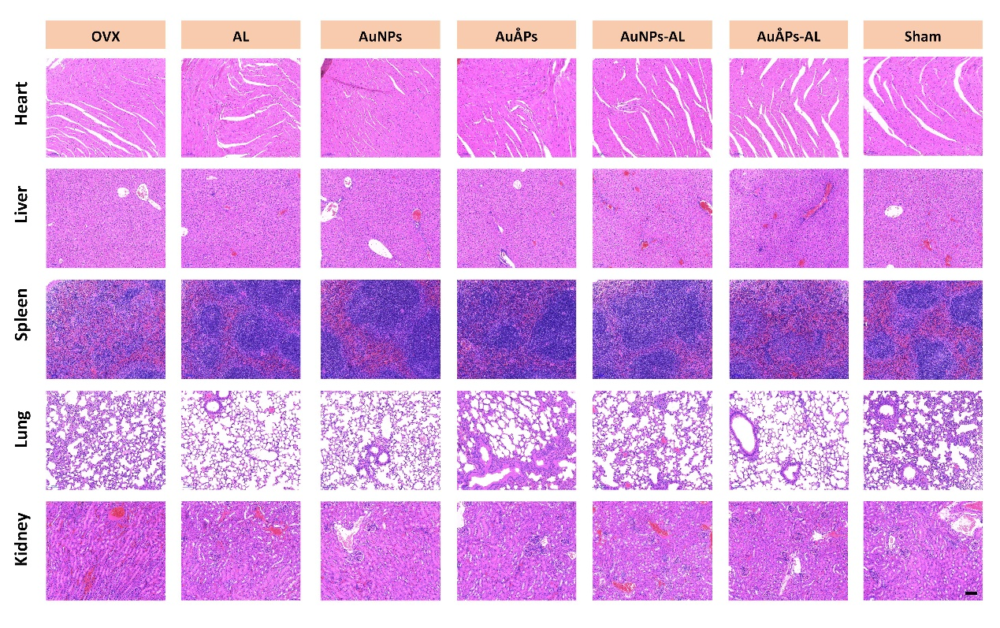 OVX AL AuNPs AuÅPs AuNPs-AL AuÅPs-AL Sham
Heart
Liver
Spleen
Lung
Kidney